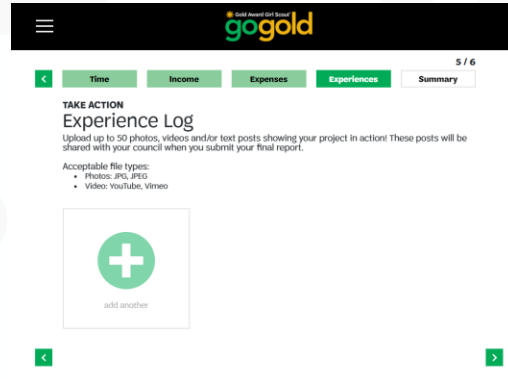 Gold Award Girl Scout
gogold
5 / 6
Time Income Expenses Experiences Summary
TAKE ACTION
Experience Log
Upload up to 50 photos, videos and/or text posts showing your project in action! These posts will be
shared with your council when you submit your final report.
Acceptable file types:
• Photos: JPG, JPEG
• Video: YouTube, Vimeo
add another